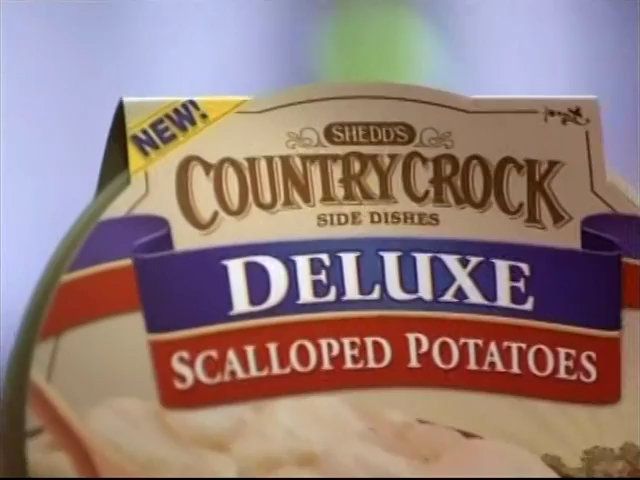 NEW!
SHEDD'S
COUNTRY CROCK
SIDE DISHES
DELUXE
SCALLOPED POTATOES